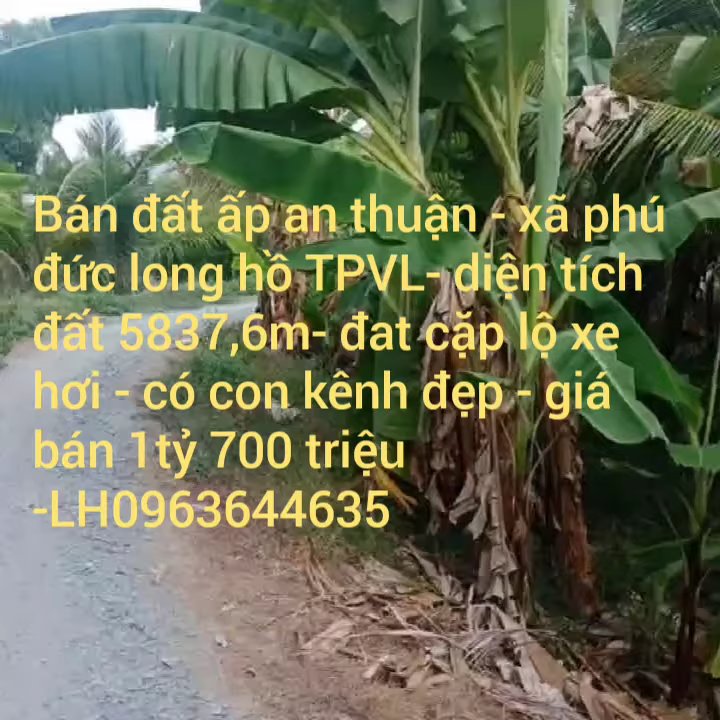 Bán đất ấp an thuận - xã phú
đức long hồ TPVL- diện tích
đất 5837,6m- đat cặp lộ xe
hơi - có con kênh đẹp - giá
bán 1tỷ 700 triệu
-LH0963644635